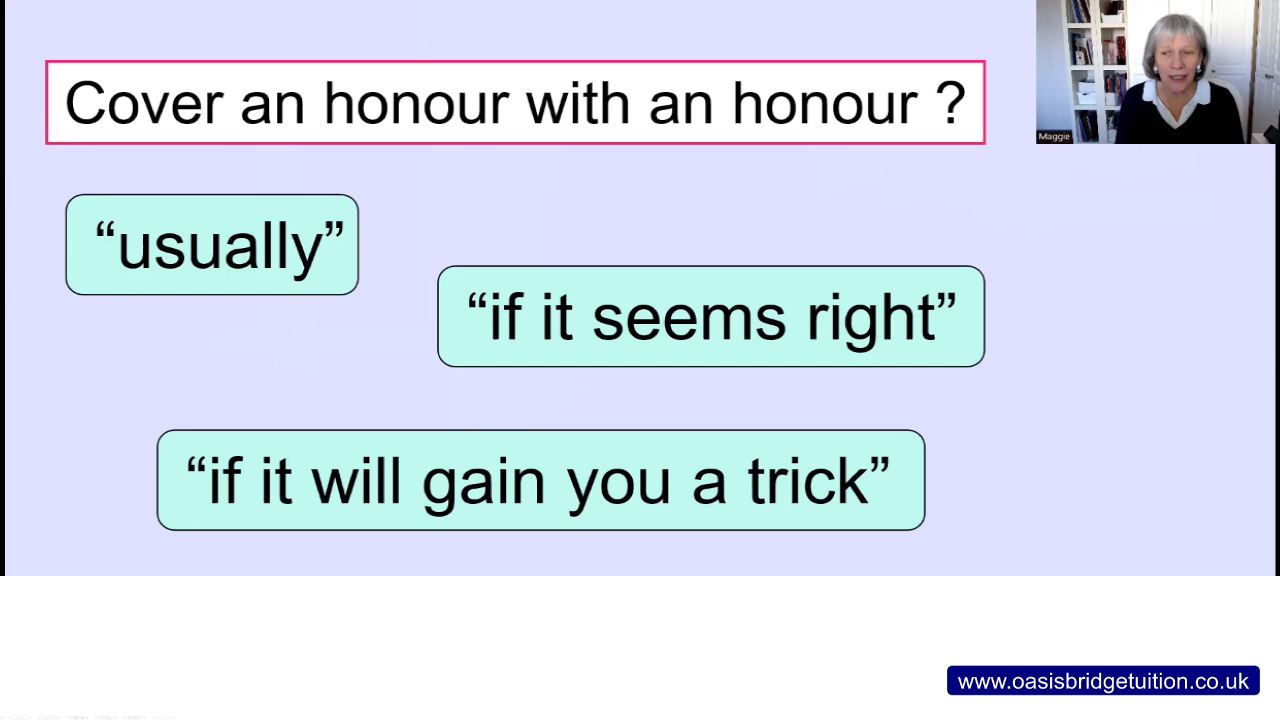 Cover an honour with an honour ?
Maggie
“usually”
“if it seems right”
“if it will gain you a trick”
www.oasisbridgetuition.co.uk